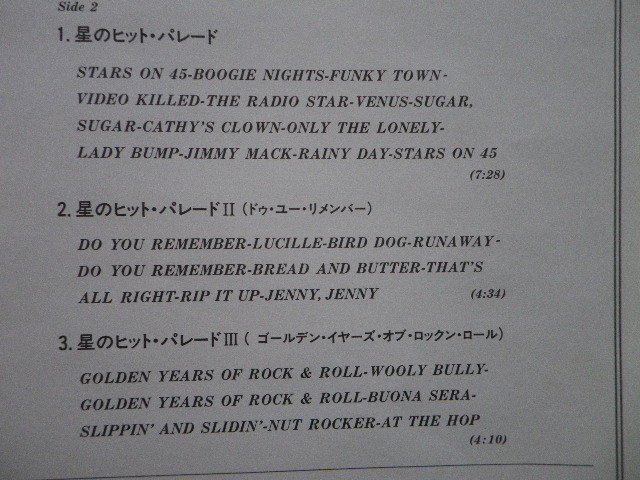 Side 2
1. 星のヒット・パレード
STARS ON 45-BOOGIE NIGHTS-FUNKY TOWN-
VIDEO KILLED-THE RADIO STAR-VENUS-SUGAR,
SUGAR-CATHY'S CLOWN-ONLY THE LONELY-
LADY BUMP-JIMMY MACK-RAINY DAY-STARS ON 45
(7:28)
2. 星のヒット・パレードII (ドゥ・ユー・リメンバー)
DO YOU REMEMBER-LUCILLE-BIRD DOG-RUNAWAY-
DO YOU REMEMBER-BREAD AND BUTTER-THAT'S
ALL RIGHT-RIP IT UP-JENNY, JENNY (4:34)
3. 星のヒット・パレードIII ( ゴールデン・イヤーズ・オブ・ロックン・ロール)
GOLDEN YEARS OF ROCK & ROLL-WOOLY BULLY-
GOLDEN YEARS OF ROCK & ROLL-BUONA SERA-
SLIPPIN' AND SLIDIN'-NUT ROCKER-AT THE HOP
(4:10)